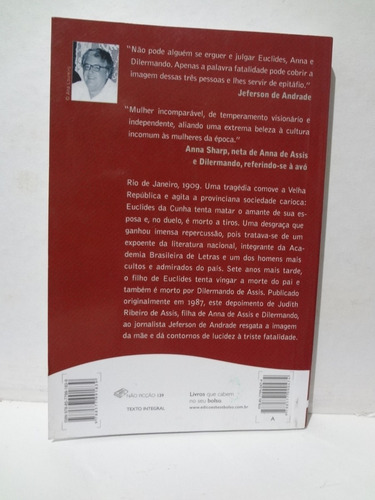 "Não pode alguém se erguer e julgar Euclides, Anna e
Dilermando. Apenas a palavra fatalidade pode cobrir a
imagem dessas três pessoas e lhes servir de epitáfio."
Jeferson de Andrade
"Mulher incomparável, de temperamento visionário e
independente, aliando uma extrema beleza à cultura
incomum às mulheres da época."
Anna Sharp, neta de Anna de Assis
e Dilermando, referindo-se à avó
Rio de Janeiro, 1909. Uma tragédia comove a Velha
República e agita a provinciana sociedade carioca:
Euclides da Cunha tenta matar o amante de sua es-
posa e, no duelo, é morto a tiros. Uma desgraça que
ganhou imensa repercussão, pois tratava-se de um
expoente da literatura nacional, integrante da Aca-
demia Brasileira de Letras e um dos homens mais
cultos e admirados do país. Sete anos mais tarde,
o filho de Euclides tenta vingar a morte do pai e
também é morto por Dilermando de Assis. Publicado
originalmente em 1987, este depoimento de Judith
Ribeiro de Assis, filha de Anna de Assis e Dilermando,
ao jornalista Jeferson de Andrade resgata a imagem
da mãe e dá contornos de lucidez à triste fatalidade.
NÃO FICÇÃO
TEXTO INTEGRAL
Livros que cabem
no seu bolso.
www.edicoesbestbolso.com.br
A